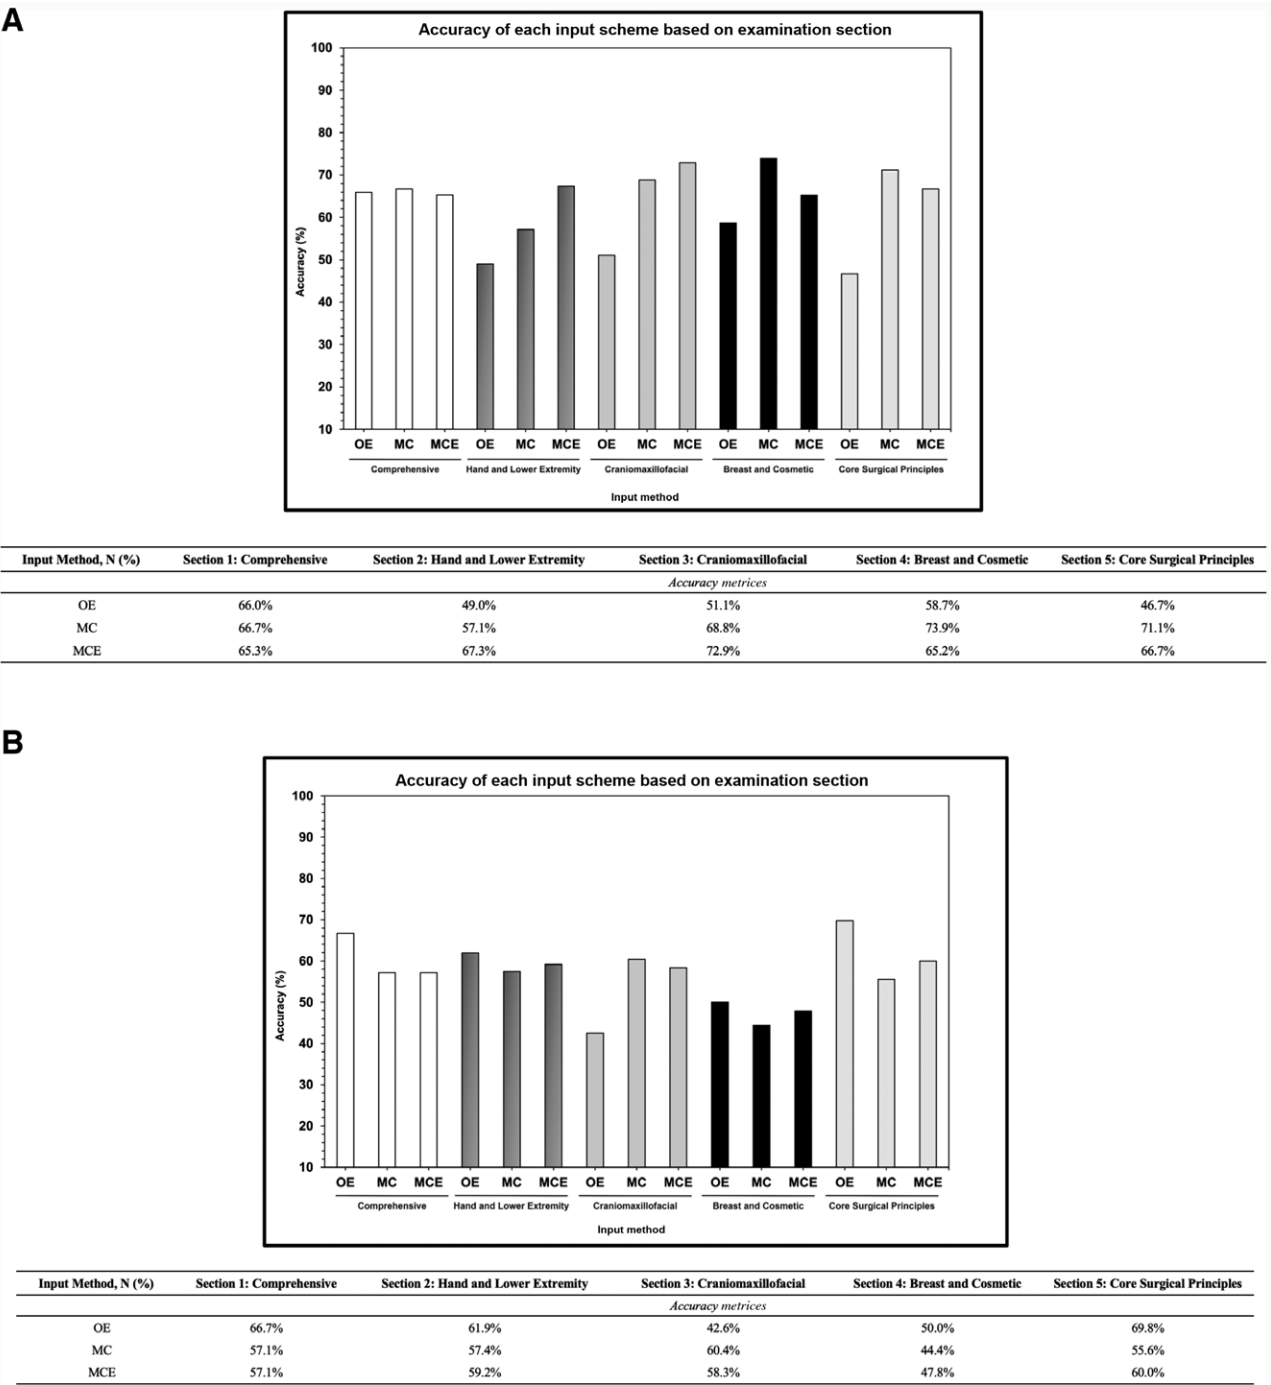 A
Accuracy of each input scheme based on examination section
100
90
80
70
60
50
40
30
20
10
Accuracy (%)
OE MC MCE OE MC MCE OE MC MCE OE MC MCE OE MC MCE
Comprehensive Hand and Lower Extremity Craniomaxillofacial Breast and Cosmetic Core Surgical Principles
Input method
Input Method, N (%) Section 1: Comprehensive Section 2: Hand and Lower Extremity Section 3: Craniomaxillofacial Section 4: Breast and Cosmetic Section 5: Core Surgical Principles
Accuracy metrices
OE 66.0% 49.0% 51.1% 58.7% 46.7%
MC 66.7% 57.1% 68.8% 73.9% 71.1%
MCE 65.3% 67.3% 72.9% 65.2% 66.7%
B
Accuracy of each input scheme based on examination section
100
90
80
70
60
50
40
30
20
10
Accuracy (%)
OE MC MCE OE MC MCE OE MC MCE OE MC MCE OE MC MCE
Comprehensive Hand and Lower Extremity Craniomaxillofacial Breast and Cosmetic Core Surgical Principles
Input method
Input Method, N (%) Section 1: Comprehensive Section 2: Hand and Lower Extremity Section 3: Craniomaxillofacial Section 4: Breast and Cosmetic Section 5: Core Surgical Principles
Accuracy metrices
OE 66.7% 61.9% 42.6% 50.0% 69.8%
MC 57.1% 57.4% 60.4% 44.4% 55.6%
MCE 57.1% 59.2% 58.3% 47.8% 60.0%